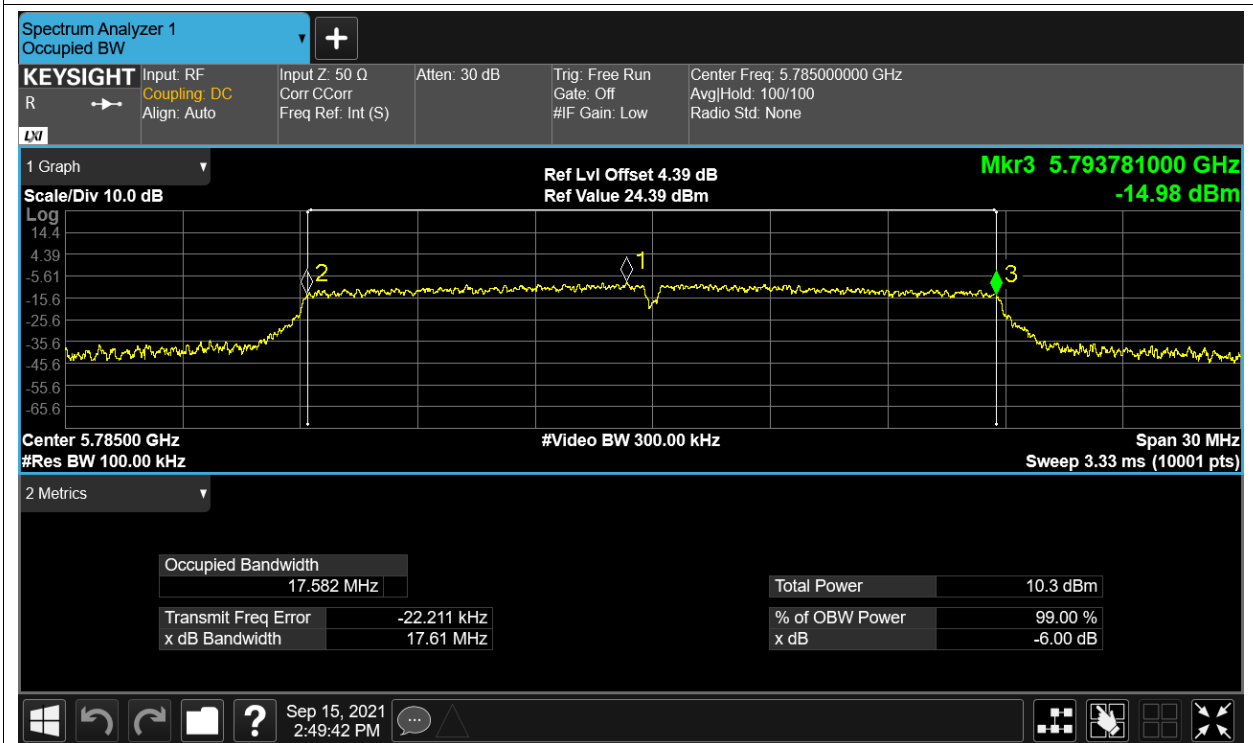 Spectrum Analyzer 1
Occupied BW
+
KEYSIGHT
R
LXI
Input: RF
Coupling: DC
Align: Auto
Input Z: 50 Ω
Corr CCorr
Freq Ref: Int (S)
Atten: 30 dB
Trig: Free Run
Gate: Off
#IF Gain: Low
Center Freq: 5.785000000 GHz
Avg|Hold: 100/100
Radio Std: None
1 Graph
Scale/Div 10.0 dB
Ref Lvl Offset 4.39 dB
Ref Value 24.39 dBm
Mkr3 5.793781000 GHz
-14.98 dBm
Log
14.4
4.39
-5.61
-15.6
-25.6
-35.6
-45.6
-55.6
-65.6
2
1
3
Center 5.78500 GHz
#Video BW 300.00 kHz
Span 30 MHz
#Res BW 100.00 kHz
Sweep 3.33 ms (10001 pts)
2 Metrics
Occupied Bandwidth
17.582 MHz
Transmit Freq Error -22.211 kHz
x dB Bandwidth 17.61 MHz
Total Power 10.3 dBm
% of OBW Power 99.00 %
x dB -6.00 dB
?
Sep 15, 2021
2:49:42 PM